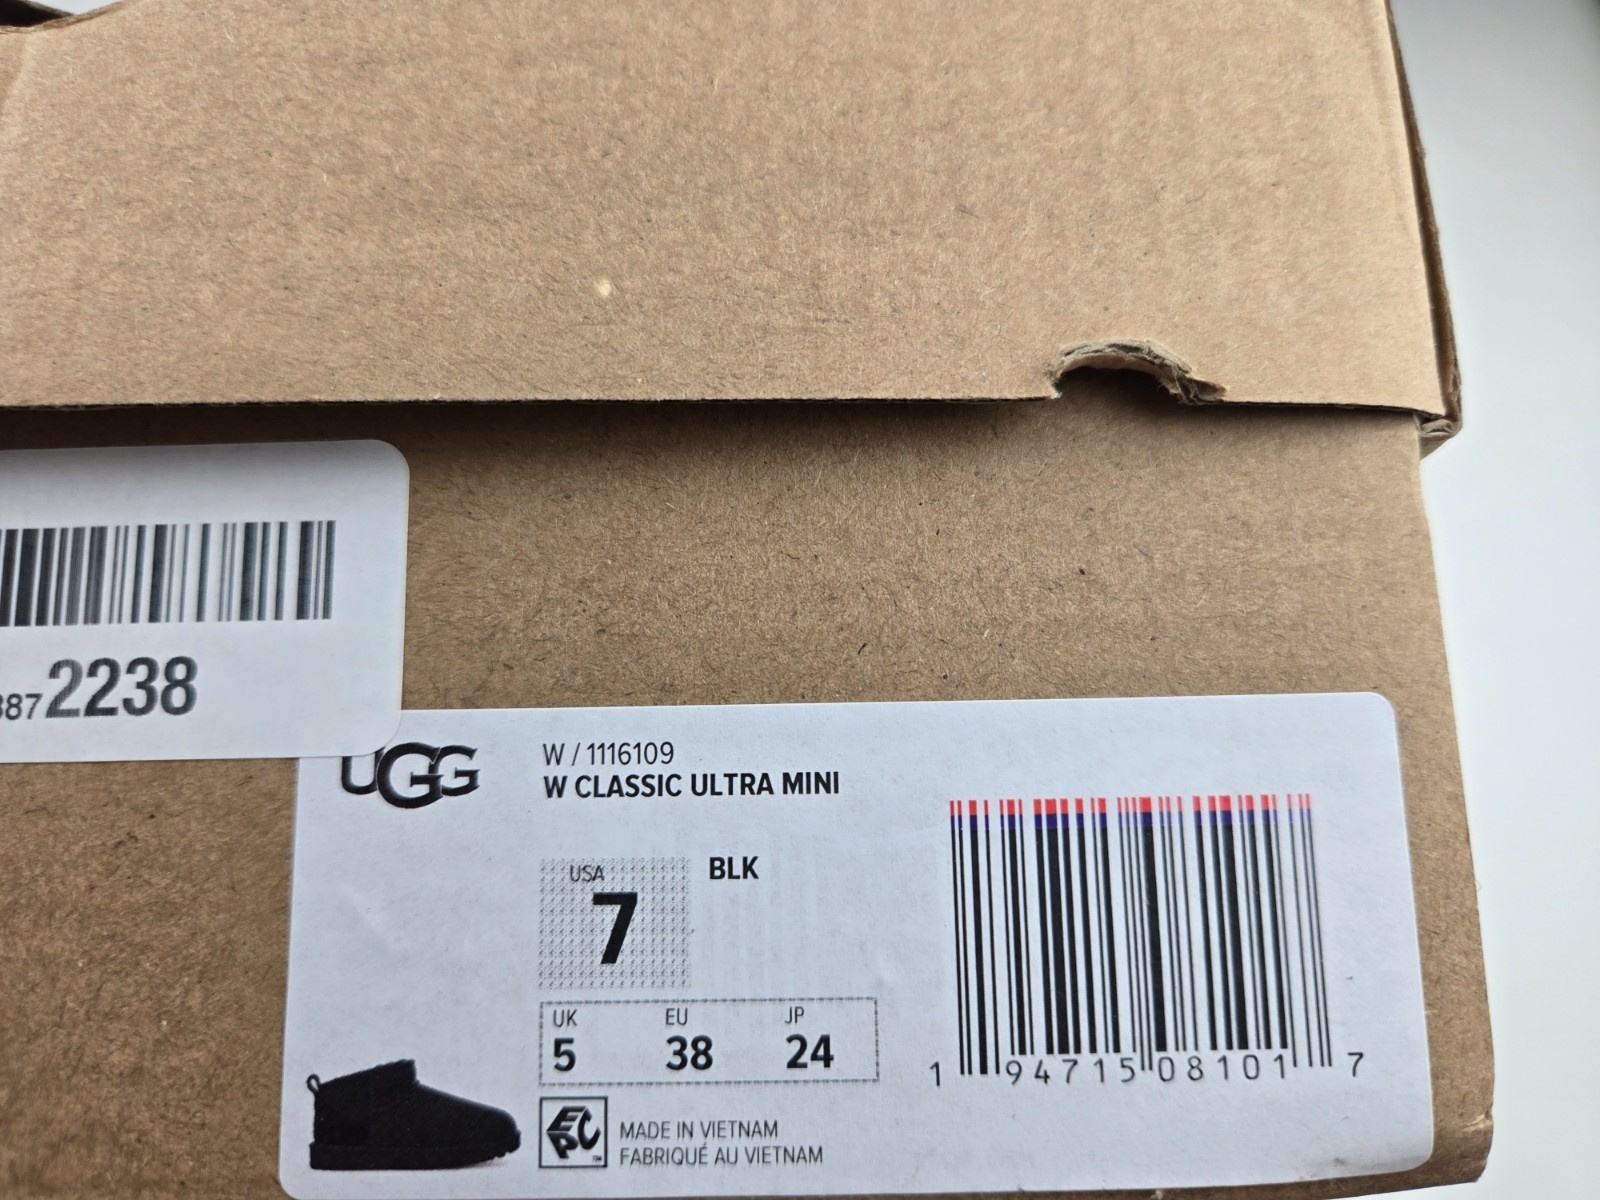 2238
UGG
W / 1116109
W CLASSIC ULTRA MINI
USA
7
BLK
UK EU JP
5 38 24
1 94715 08101 7
EPC
MADE IN VIETNAM
FABRIQUÉ AU VIETNAM